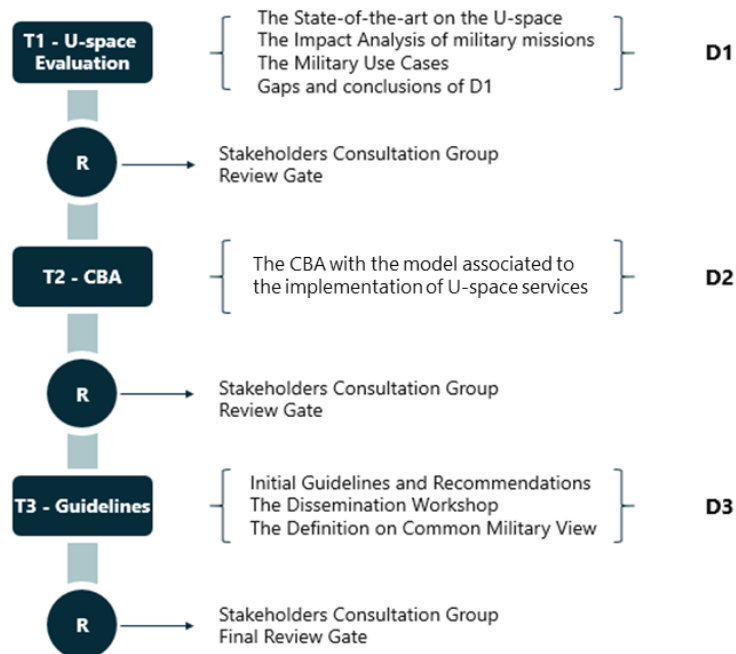 T1 - U-space
Evaluation
The State-of-the-art on the U-space
The Impact Analysis of military missions
The Military Use Cases
Gaps and conclusions of D1
D1
R
Stakeholders Consultation Group
Review Gate
T2 - CBA
The CBA with the model associated to
the implementation of U-space services
D2
R
Stakeholders Consultation Group
Review Gate
T3 - Guidelines
Initial Guidelines and Recommendations
The Dissemination Workshop
The Definition on Common Military View
D3
R
Stakeholders Consultation Group
Final Review Gate